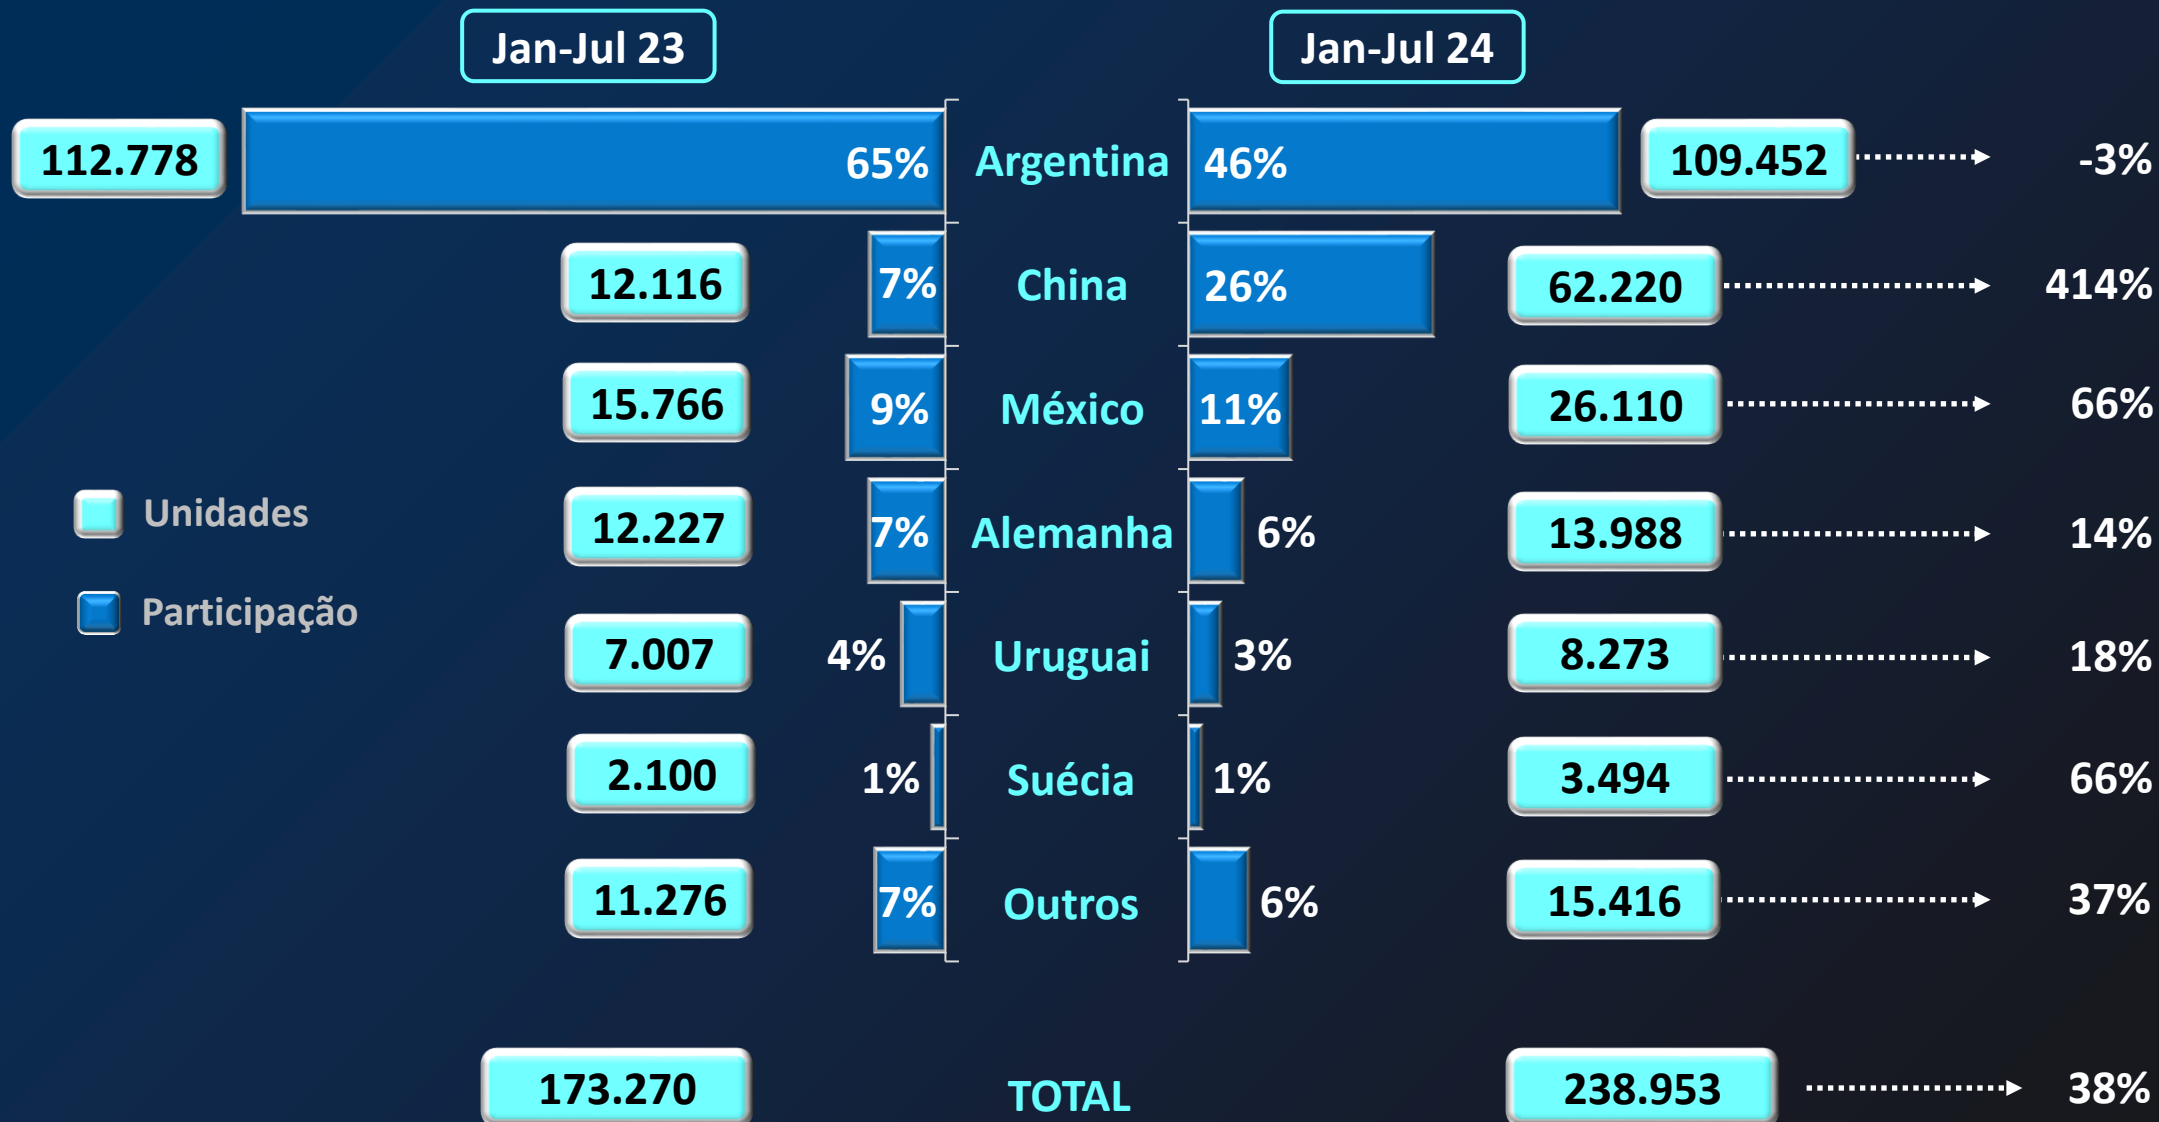 Jan-Jul 23
Jan-Jul 24
112.778 65% Argentina 46% 109.452 -3%
12.116 7% China 26% 62.220 414%
15.766 9% México 11% 26.110 66%
12.227 7% Alemanha 6% 13.988 14%
Unidades
Participação
7.007 4% Uruguai 3% 8.273 18%
2.100 1% Suécia 1% 3.494 66%
11.276 7% Outros 6% 15.416 37%
173.270 TOTAL 238.953 38%